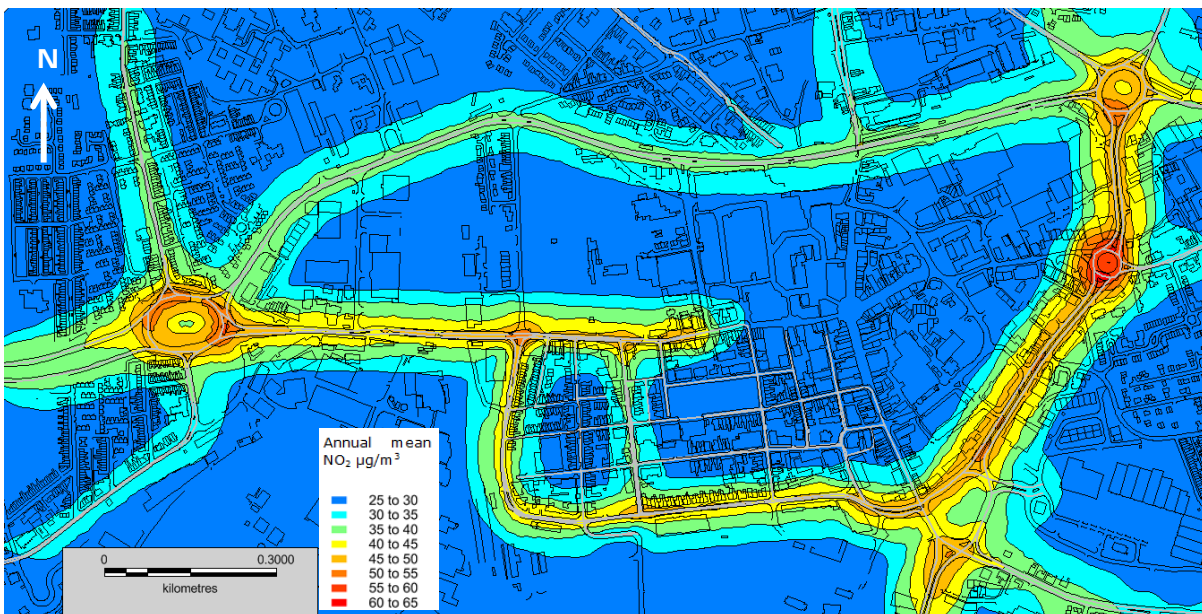 N
Annual mean
NO₂ µg/m³
25 to 30
30 to 35
35 to 40
40 to 45
45 to 50
50 to 55
55 to 60
60 to 65
0 0.3000
kilometres